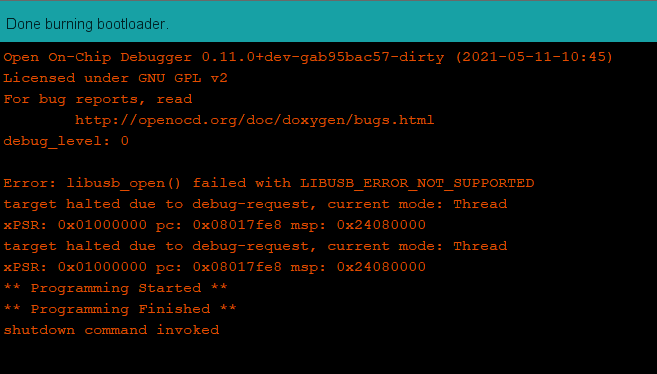 Done burning bootloader.
Open On-Chip Debugger 0.11.0+dev-gab95bac57-dirty (2021-05-11-10:45)
Licensed under GNU GPL v2
For bug reports, read
http://openocd.org/doc/doxygen/bugs.html
debug_level: 0
Error: libusb_open() failed with LIBUSB_ERROR_NOT_SUPPORTED
target halted due to debug-request, current mode: Thread
xPSR: 0x01000000 pc: 0x08017fe8 msp: 0x24080000
target halted due to debug-request, current mode: Thread
xPSR: 0x01000000 pc: 0x08017fe8 msp: 0x24080000
** Programming Started **
** Programming Finished **
shutdown command invoked